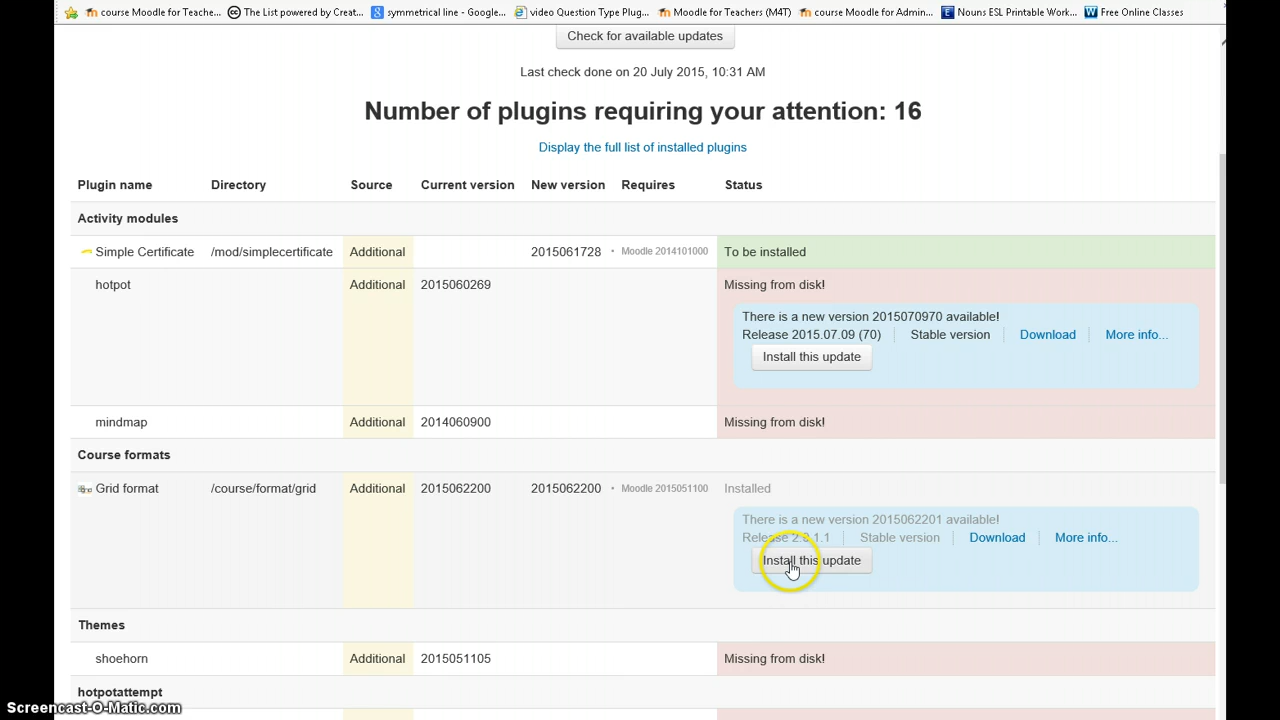 course Moodle for Teache... The List powered by Creat... symmetrical line - Google... video Question Type Plug... Moodle for Teachers (MT) course Moodle for Admin... Nouns ESL Printable Work... Free Online Classes
Check for available updates
Last check done on 20 July 2015, 10:31 AM
Number of plugins requiring your attention: 16
Display the full list of installed plugins
Plugin name Directory Source Current version New version Requires Status
Activity modules
Simple Certificate /mod/simplecertificate Additional 2015061728 • Moodle 2014101000 To be installed
hotpot Additional 2015060269 Missing from disk!
There is a new version 2015070970 available!
Release 2015.07.09 (70) Stable version Download More info...
Install this update
mindmap Additional 2014060900 Missing from disk!
Course formats
Grid format /course/format/grid Additional 2015062200 2015062200 • Moodle 2015051100 Installed
There is a new version 2015062201 available!
Release 2.8.1.1 Stable version Download More info...
Install this update
Themes
shoehorn Additional 2015051105 Missing from disk!
hotpotattempt
Screencast-O-Matic.com